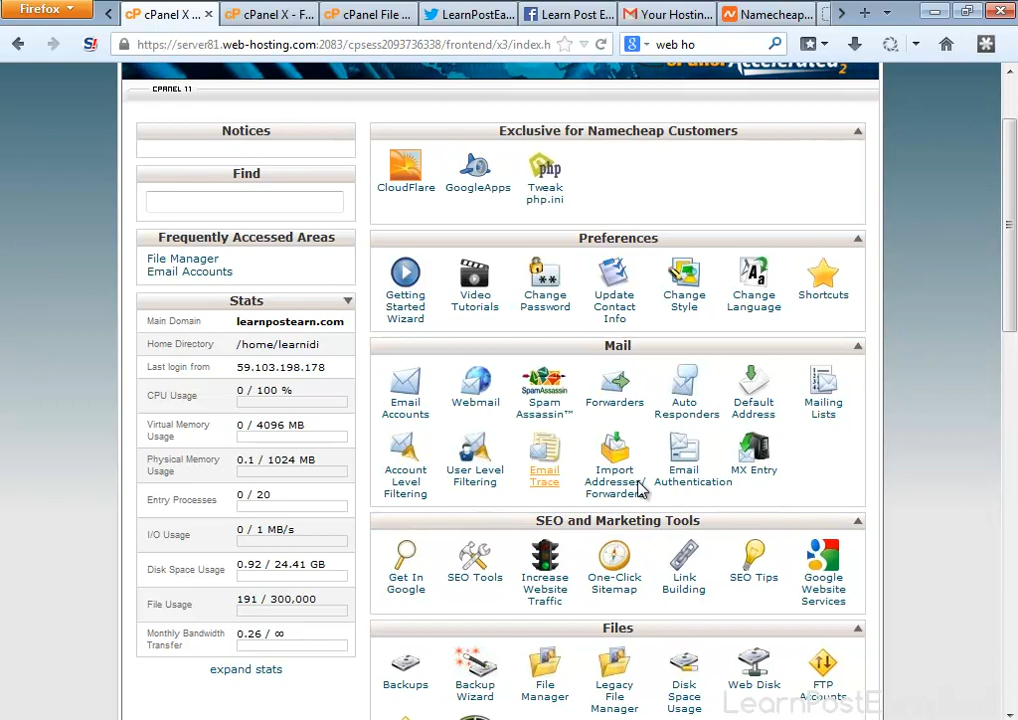 Firefox
cPanel X ...
cPanel X - F...
cPanel File ...
LearnPostEa...
Learn Post E...
Your Hostin...
Namecheap...
https://server81.web-hosting.com:2083/cpsess2093736338/frontend/x3/index.h
web ho
CPANEL 11
Notices
Find
Frequently Accessed Areas
File Manager
Email Accounts
Stats
Main Domain learnpostearn.com
Home Directory /home/learnidi
Last login from 59.103.198.178
CPU Usage 0 / 100 %
Virtual Memory Usage 0 / 4096 MB
Physical Memory Usage 0.1 / 1024 MB
Entry Processes 0 / 20
I/O Usage 0 / 1 MB/s
Disk Space Usage 0.92 / 24.41 GB
File Usage 191 / 300,000
Monthly Bandwidth Transfer 0.26 / ∞
expand stats
Exclusive for Namecheap Customers
CloudFlare
GoogleApps
php
Tweak php.ini
Preferences
Getting Started Wizard
Video Tutorials
Change Password
Update Contact Info
Change Style
Change Language
Shortcuts
Mail
Email Accounts
Webmail
SpamAssassin
Spam Assassin™
Forwarders
Auto Responders
Default Address
Mailing Lists
Account Level Filtering
User Level Filtering
Email Trace
Import Addresses/ Forwarders
Email Authentication
MX Entry
SEO and Marketing Tools
Get In Google
SEO Tools
Increase Website Traffic
One-Click Sitemap
Link Building
SEO Tips
Google Website Services
Files
Backups
Backup Wizard
File Manager
Legacy File Manager
Disk Space Usage
Web Disk
FTP Accounts